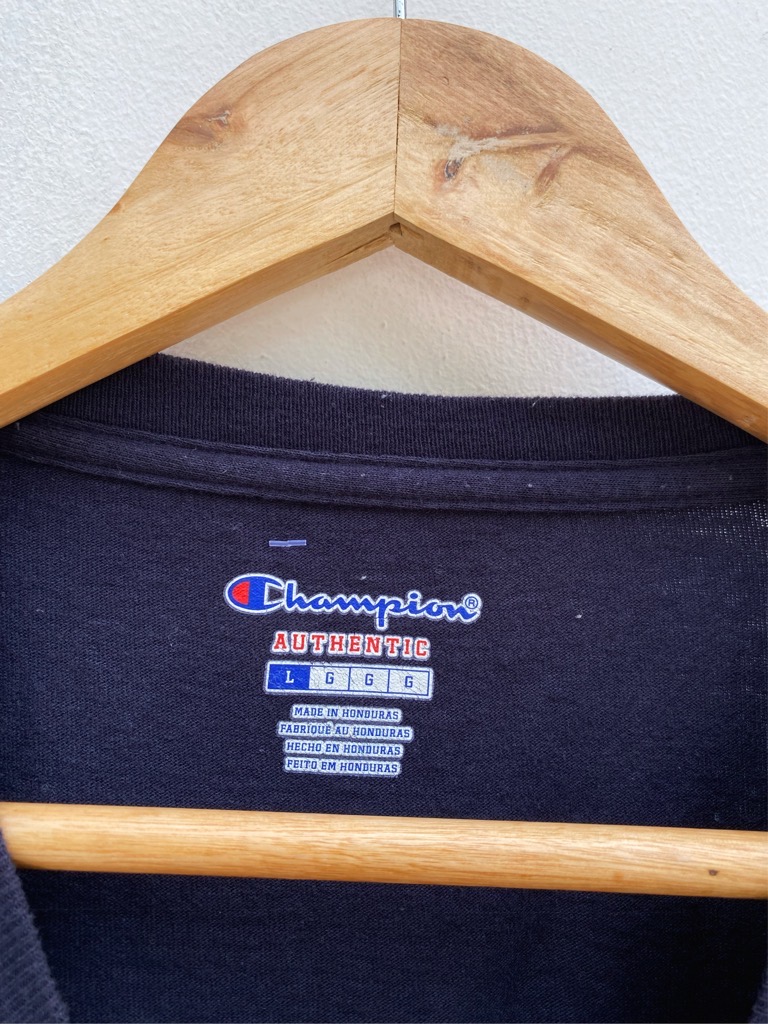 Champion®
AUTHENTIC
L G G G
MADE IN HONDURAS
FABRIQUÉ AU HONDURAS
HECHO EN HONDURAS
FEITO EM HONDURAS